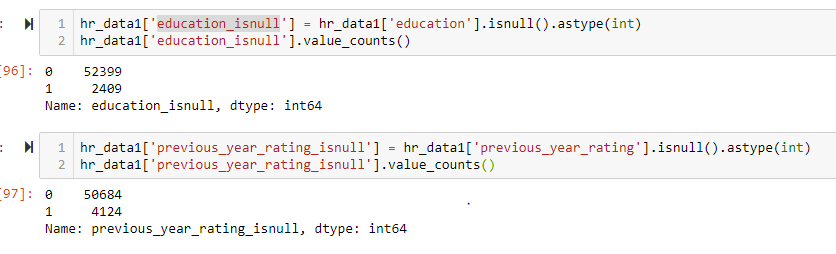 1 hr_data1['education_isnull'] = hr_data1['education'].isnull().astype(int)
2 hr_data1['education_isnull'].value_counts()
[96]: 0    52399
1     2409
Name: education_isnull, dtype: int64
1 hr_data1['previous_year_rating_isnull'] = hr_data1['previous_year_rating'].isnull().astype(int)
2 hr_data1['previous_year_rating_isnull'].value_counts()
[97]: 0    50684
1     4124
Name: previous_year_rating_isnull, dtype: int64